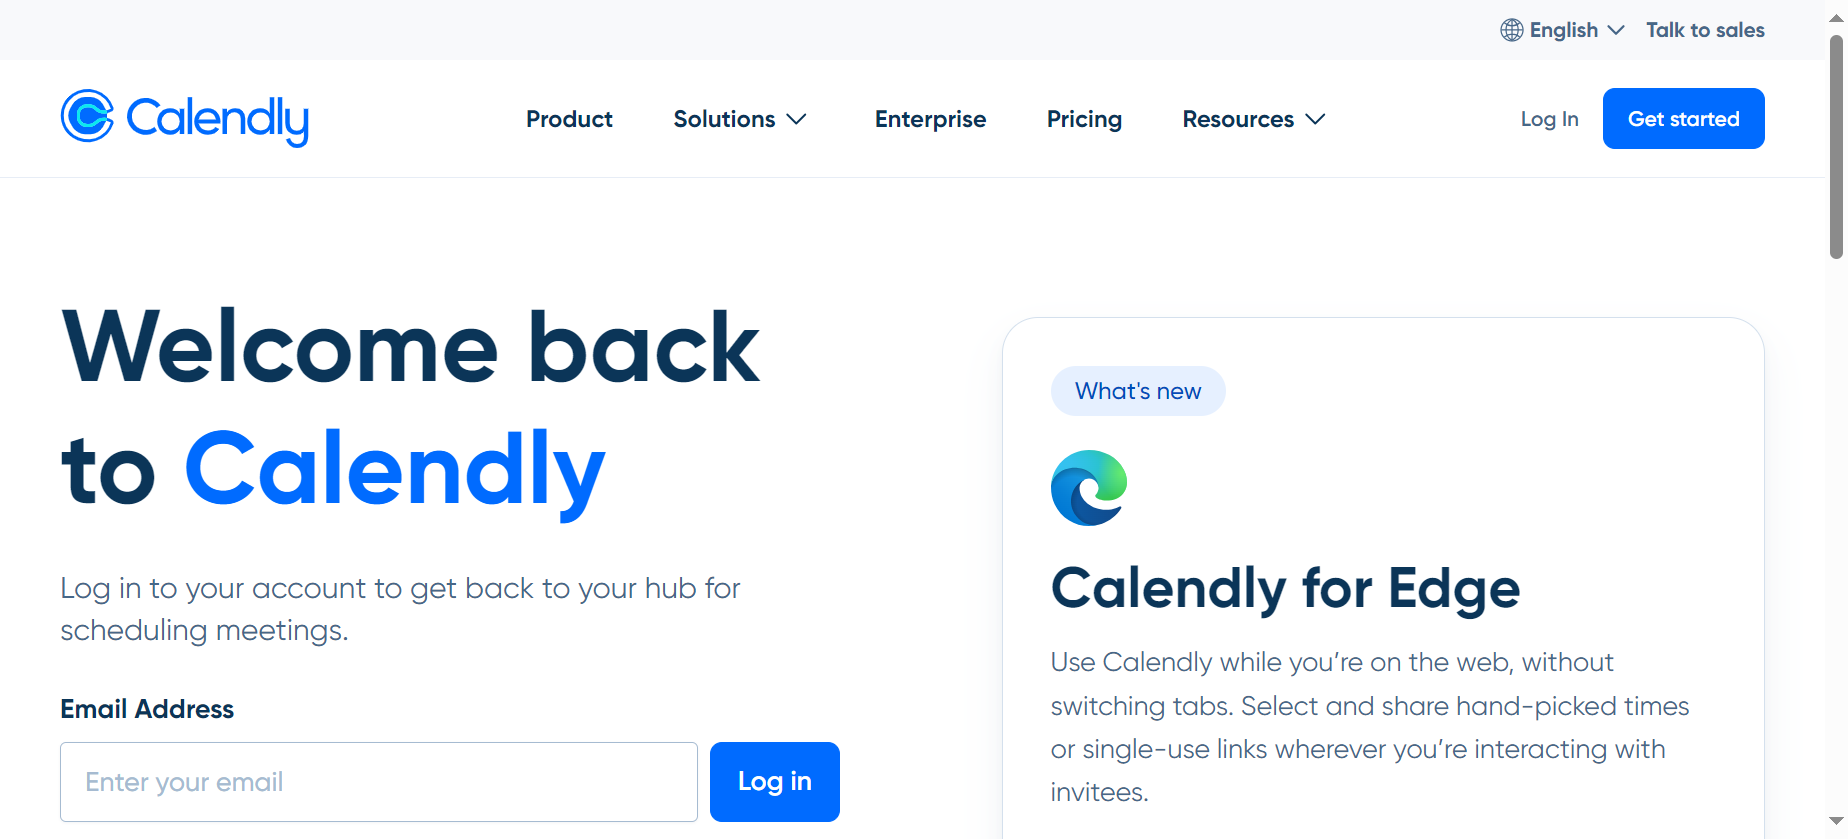 English
Talk to sales
Calendly
Product
Solutions
Enterprise
Pricing
Resources
Log In
Get started
Welcome back
to Calendly
Log in to your account to get back to your hub for
scheduling meetings.
Email Address
Enter your email
Log in
What's new
Calendly for Edge
Use Calendly while you’re on the web, without
switching tabs. Select and share hand-picked times
or single-use links wherever you’re interacting with
invitees.